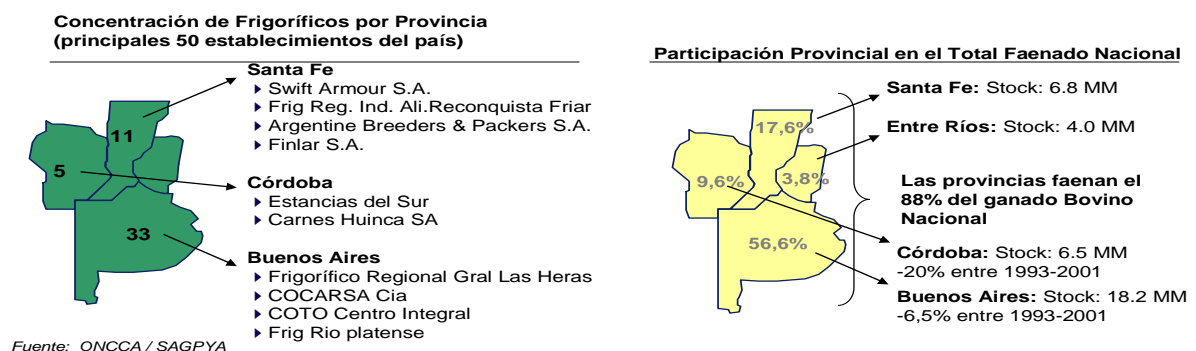 Concentración de Frigoríficos por Provincia
(principales 50 establecimientos del país)
Santa Fe
Swift Armour S.A.
Frig Reg. Ind. Ali.Reconquista Friar
Argentine Breeders & Packers S.A.
Finlar S.A.
11
5
Córdoba
Estancias del Sur
Carnes Huinca SA
33
Buenos Aires
Frigorífico Regional Gral Las Heras
COCARSA Cia
COTO Centro Integral
Frig Rio platense
Fuente: ONCCA / SAGPYA
Participación Provincial en el Total Faenado Nacional
Santa Fe: Stock: 6.8 MM
17,6%
Entre Ríos: Stock: 4.0 MM
9,6%
3,8%
Las provincias faenan el
88% del ganado Bovino
Nacional
56,6%
Córdoba: Stock: 6.5 MM
-20% entre 1993-2001
Buenos Aires: Stock: 18.2 MM
-6,5% entre 1993-2001